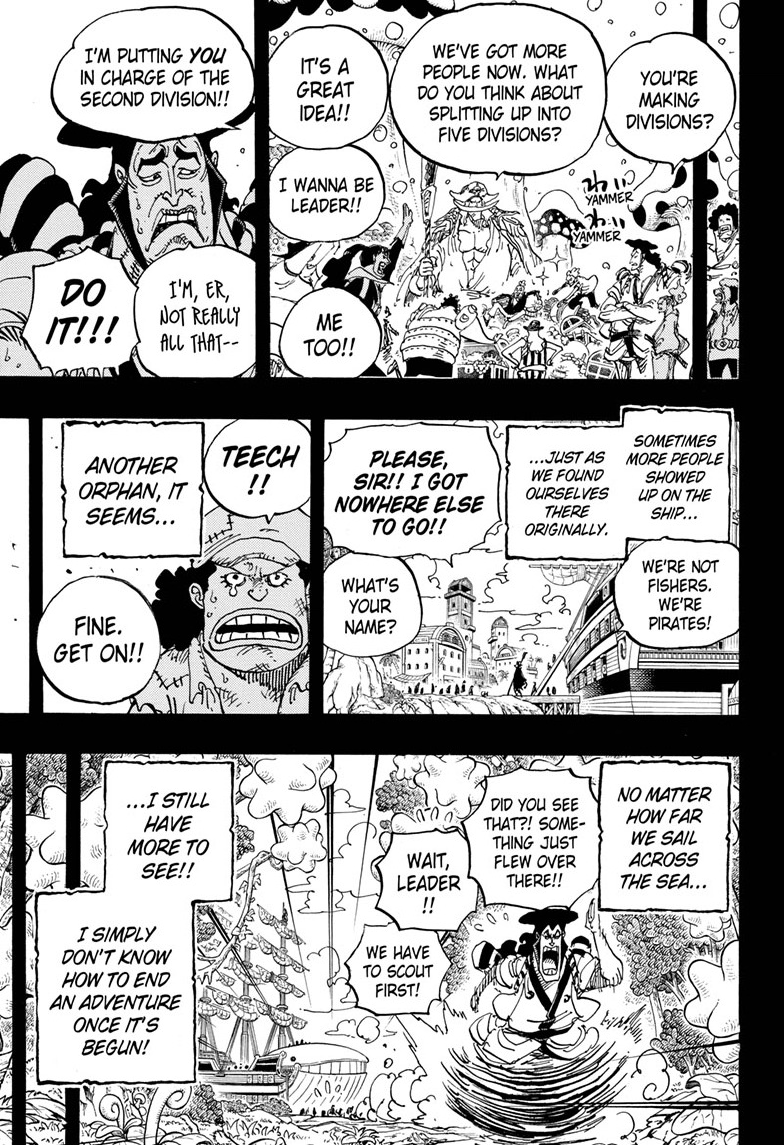 YOU'RE
MAKING
DIVISIONS?
WE'VE GOT MORE
PEOPLE NOW. WHAT
DO YOU THINK ABOUT
SPLITTING UP INTO
FIVE DIVISIONS?
IT'S A
GREAT
IDEA!!
I WANNA BE
LEADER!!
YAMMER
YAMMER
ME
TOO!!
I'M PUTTING YOU
IN CHARGE OF THE
SECOND DIVISION!!
I'M, ER,
NOT REALLY
ALL THAT--
DO
IT!!!
SOMETIMES
MORE PEOPLE
SHOWED
UP ON THE
SHIP...
...JUST AS
WE FOUND
OURSELVES
THERE
ORIGINALLY.
PLEASE,
SIR!! I GOT
NOWHERE ELSE
TO GO!!
WE'RE NOT
FISHERS.
WE'RE
PIRATES!
WHAT'S
YOUR
NAME?
TEECH
!!
ANOTHER
ORPHAN, IT
SEEMS...
FINE.
GET ON!!
NO MATTER
HOW FAR
WE SAIL
ACROSS
THE SEA...
DID YOU SEE
THAT?! SOME-
THING JUST
FLEW OVER
THERE!!
WAIT,
LEADER
!!
WE HAVE
TO SCOUT
FIRST!
...I STILL
HAVE
MORE TO
SEE!!
I SIMPLY
DON'T KNOW
HOW TO END
AN ADVENTURE
ONCE IT'S
BEGUN!